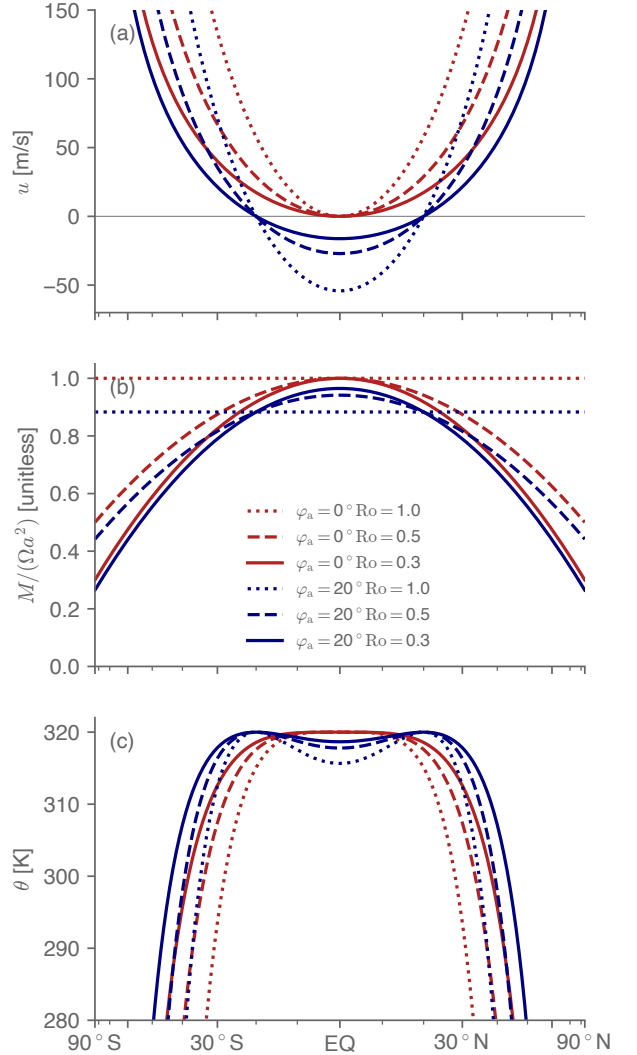 150
(a)
100
50
0
−50
u [m/s]
(b)
1.0
0.8
0.6
0.4
0.2
0.0
M/(Ωa²) [unitless]
φₐ = 0° Ro = 1.0
φₐ = 0° Ro = 0.5
φₐ = 0° Ro = 0.3
φₐ = 20° Ro = 1.0
φₐ = 20° Ro = 0.5
φₐ = 20° Ro = 0.3
320
(c)
310
300
290
280
θ [K]
90°S 30°S EQ 30°N 90°N